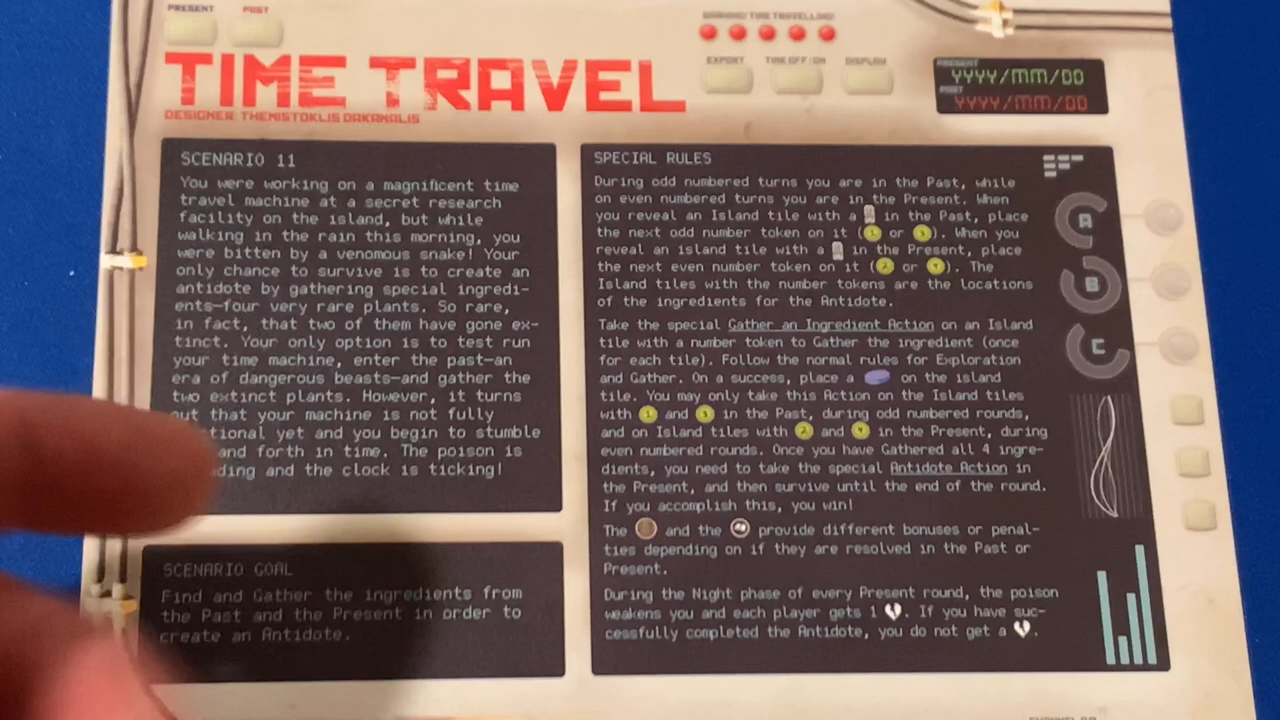 PRESENT PAST
WARNING! TIME TRAVELLING!
TIME TRAVEL
DESIGNER: THEMISTOKLIS DAKANALIS
EXPORT TIME OFF/ON DISPLAY
PRESENT
YYYY/MM/DD
PAST
YYYY/MM/DD
SCENARIO 11
You were working on a magnificent time
travel machine at a secret research
facility on the island, but while
walking in the rain this morning, you
were bitten by a venomous snake! Your
only chance to survive is to create an
antidote by gathering special ingredi-
ents—four very rare plants. So rare,
in fact, that two of them have gone ex-
tinct. Your only option is to test run
your time machine, enter the past—an
era of dangerous beasts—and gather the
two extinct plants. However, it turns
out that your machine is not fully
tional yet and you begin to stumble
and forth in time. The poison is
ding and the clock is ticking!
SCENARIO GOAL
Find and Gather the ingredients from
the Past and the Present in order to
create an Antidote.
SPECIAL RULES
During odd numbered turns you are in the Past, while
on even numbered turns you are in the Present. When
you reveal an Island tile with a in the Past, place
the next odd number token on it (1 or 3). When you
reveal an island tile with a in the Present, place
the next even number token on it (2 or 4). The
Island tiles with the number tokens are the locations
of the ingredients for the Antidote.
Take the special Gather an Ingredient Action on an Island
tile with a number token to Gather the ingredient (once
for each tile). Follow the normal rules for Exploration
and Gather. On a success, place a on the island
tile. You may only take this Action on the Island tiles
with 1 and 3 in the Past, during odd numbered rounds,
and on Island tiles with 2 and 4 in the Present, during
even numbered rounds. Once you have Gathered all 4 ingre-
dients, you need to take the special Antidote Action in
the Present, and then survive until the end of the round.
If you accomplish this, you win!
The and the provide different bonuses or penal-
ties depending on if they are resolved in the Past or
Present.
During the Night phase of every Present round, the poison
weakens you and each player gets 1 . If you have suc-
cessfully completed the Antidote, you do not get a .
A
B
C